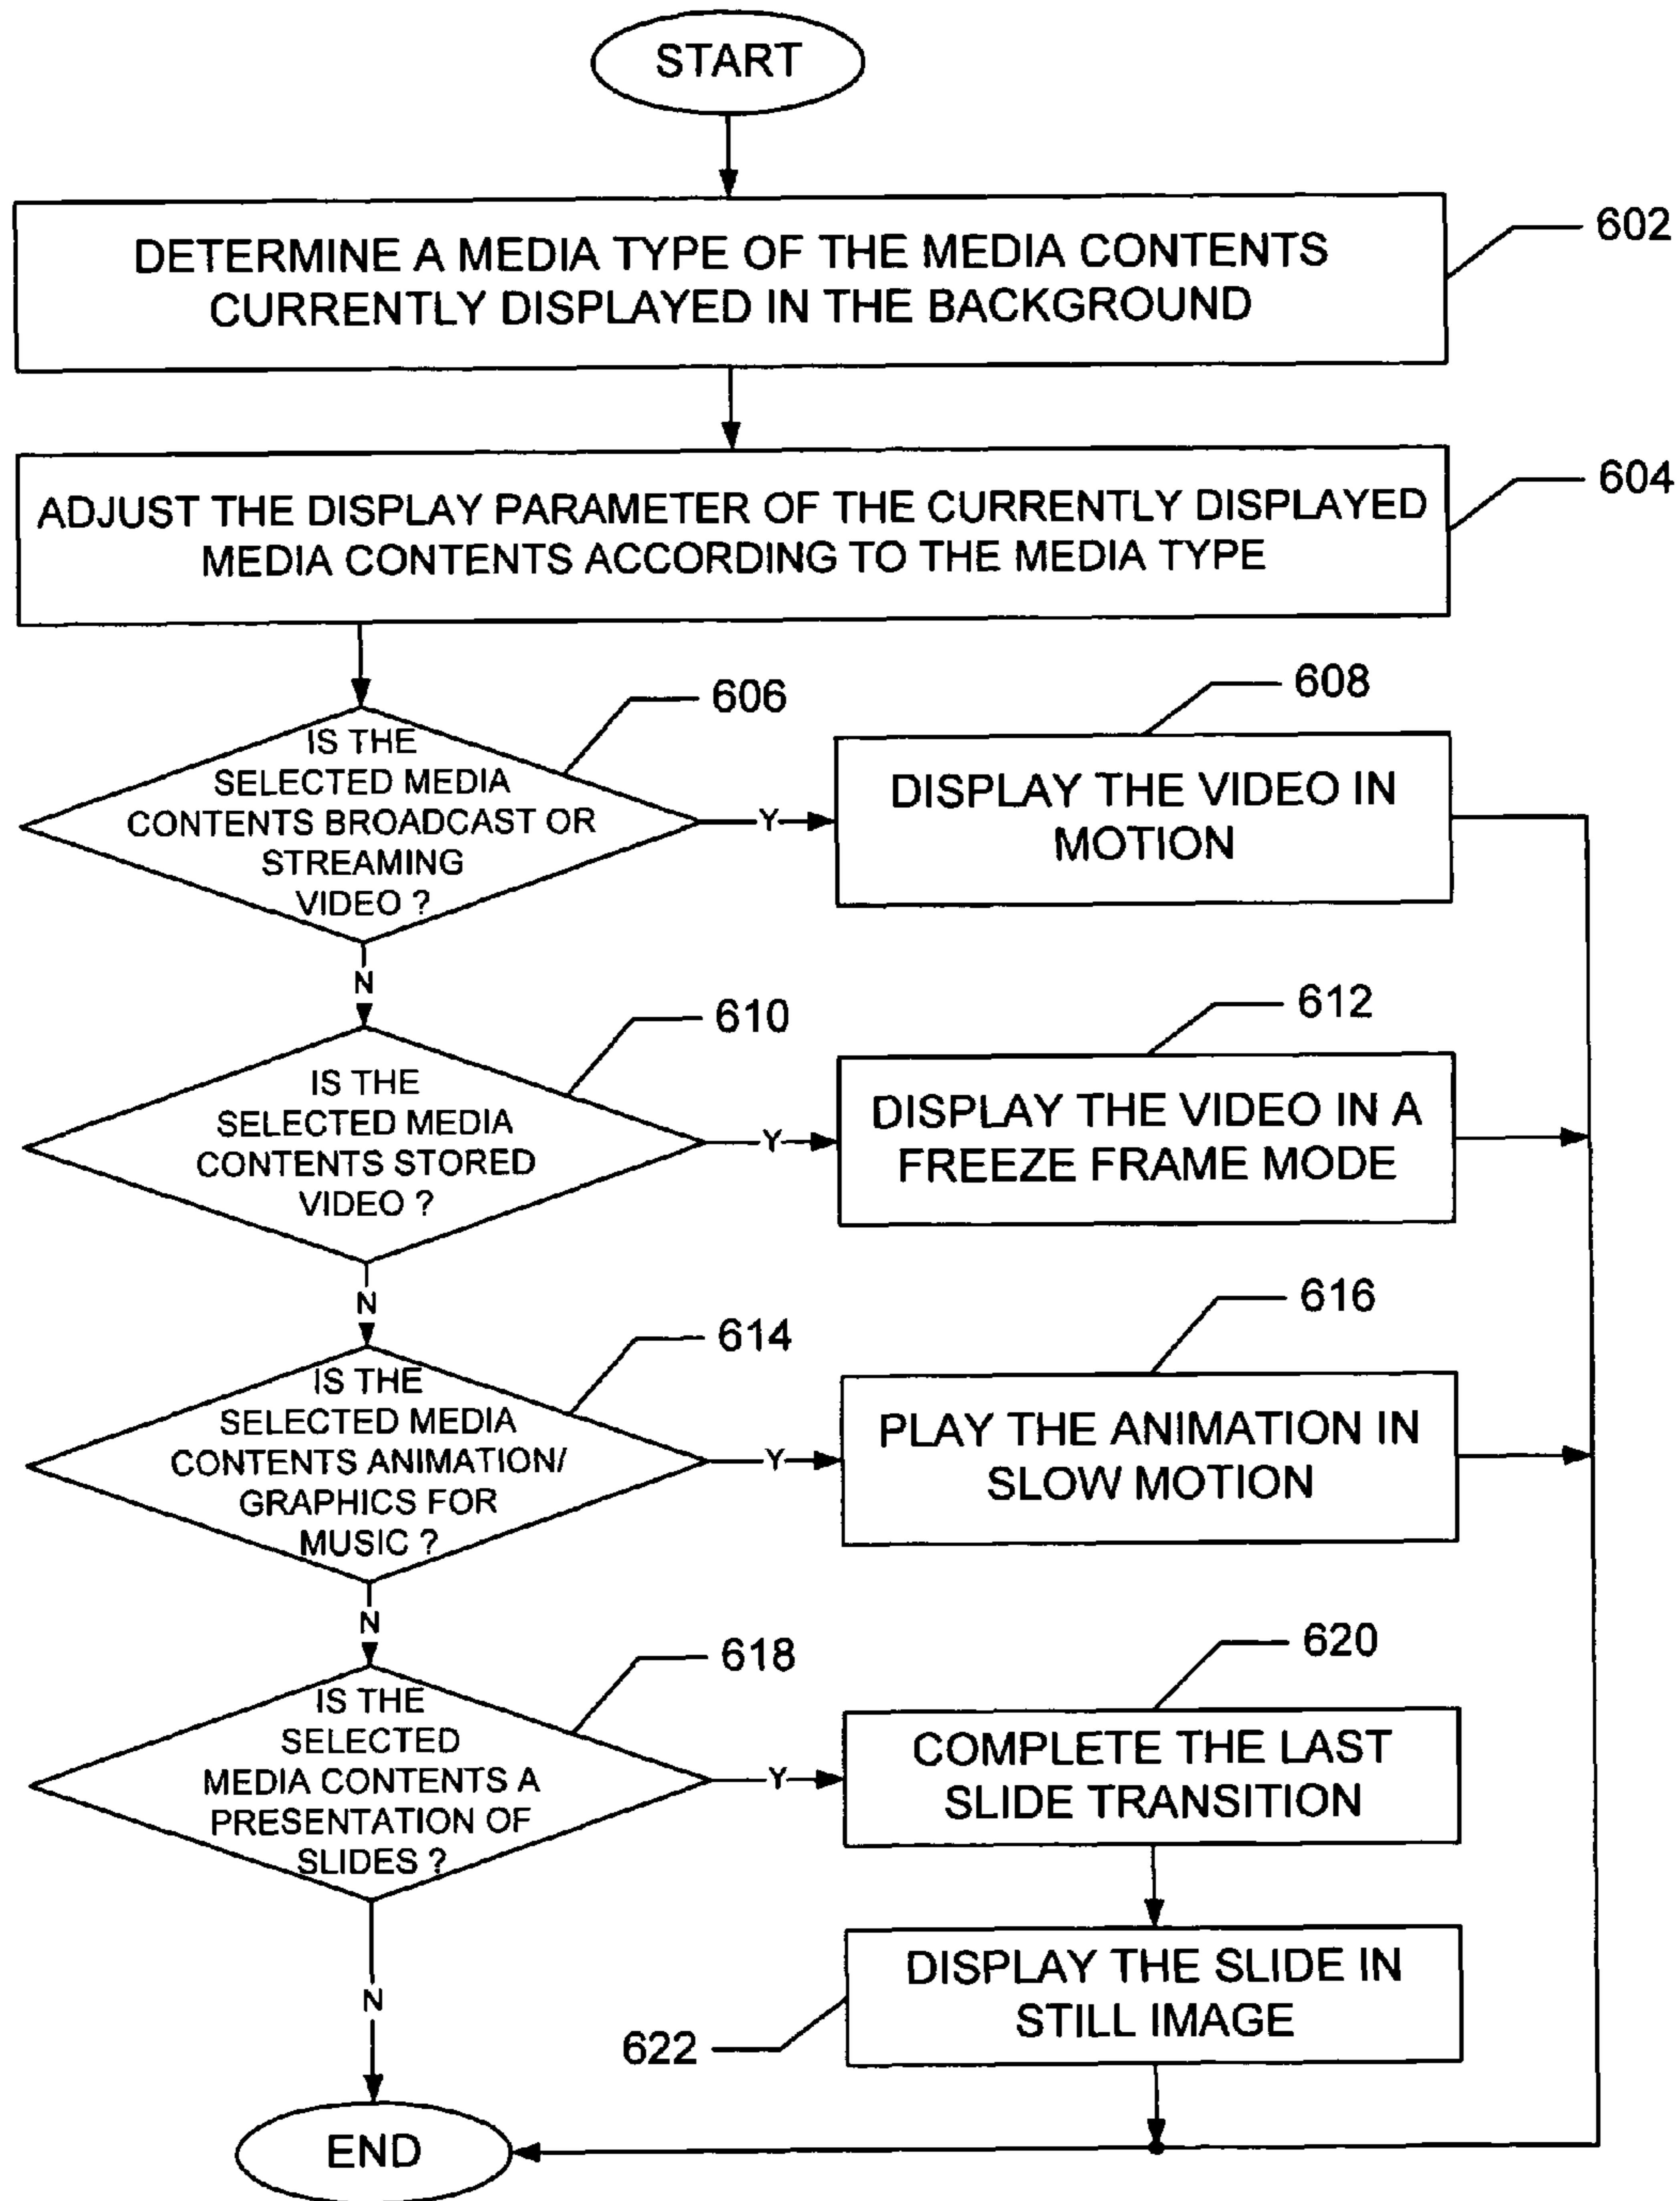 START
DETERMINE A MEDIA TYPE OF THE MEDIA CONTENTS
CURRENTLY DISPLAYED IN THE BACKGROUND
602
ADJUST THE DISPLAY PARAMETER OF THE CURRENTLY DISPLAYED
MEDIA CONTENTS ACCORDING TO THE MEDIA TYPE
604
606
IS THE
SELECTED MEDIA
CONTENTS BROADCAST OR
STREAMING
VIDEO ?
Y
608
DISPLAY THE VIDEO IN
MOTION
N
610
IS THE
SELECTED MEDIA
CONTENTS STORED
VIDEO ?
Y
612
DISPLAY THE VIDEO IN A
FREEZE FRAME MODE
N
614
IS THE
SELECTED MEDIA
CONTENTS ANIMATION/
GRAPHICS FOR
MUSIC ?
Y
616
PLAY THE ANIMATION IN
SLOW MOTION
N
618
IS THE
SELECTED
MEDIA CONTENTS A
PRESENTATION OF
SLIDES ?
Y
620
COMPLETE THE LAST
SLIDE TRANSITION
N
DISPLAY THE SLIDE IN
STILL IMAGE
622
END